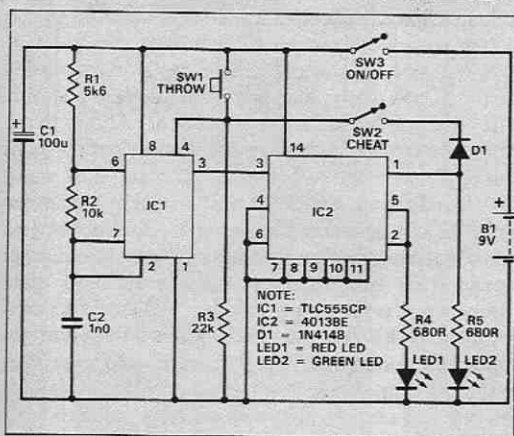 R1
5k6
C1
100u
+
R2
10k
C2
1n0
6
7
2
8
4
3
1
IC1
SW1
THROW
R3
22k
SW3
ON/OFF
SW2
CHEAT
14
3
4
6
7 8 9 10 11
1
5
2
IC2
D1
+
B1
9V
R4
680R
R5
680R
LED1
LED2
NOTE:
IC1 = TLC555CP
IC2 = 4013BE
D1 = 1N4148
LED1 = RED LED
LED2 = GREEN LED